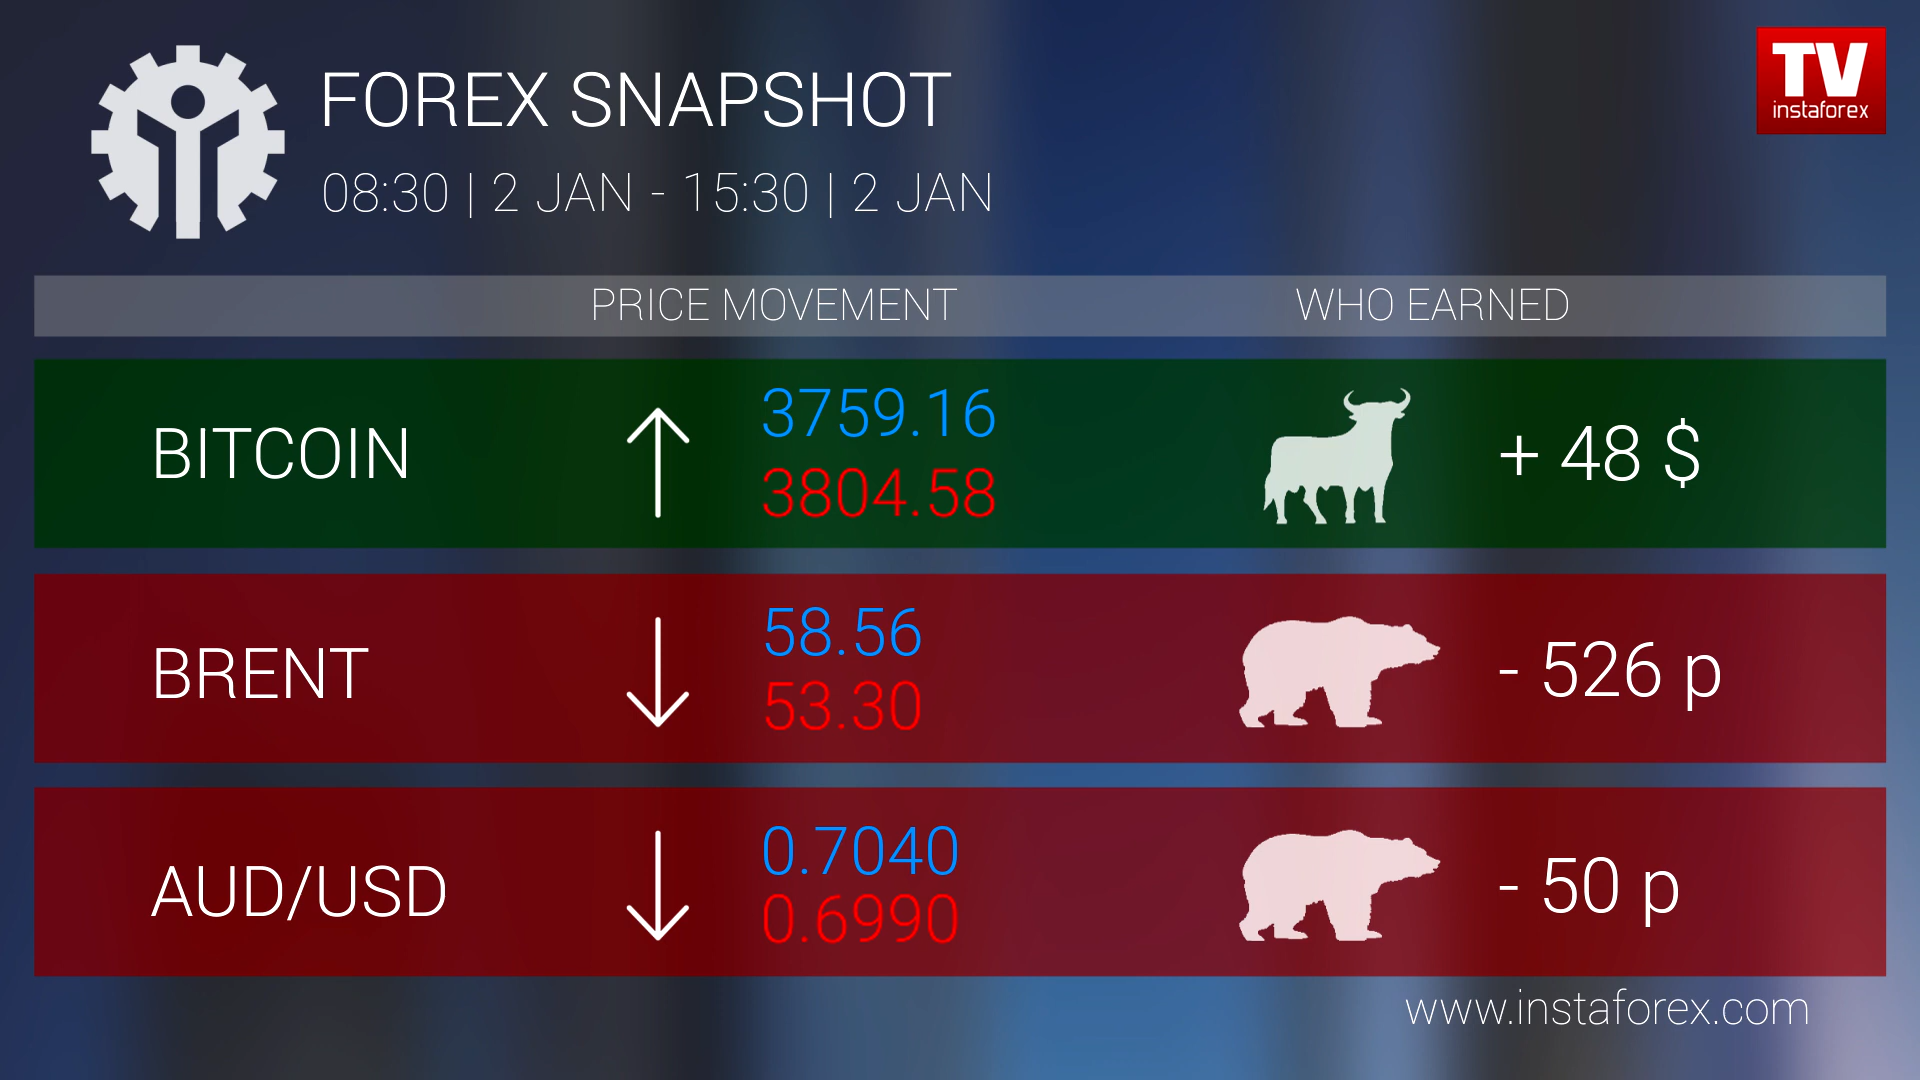 FOREX SNAPSHOT
TV
instaforex
08:30 | 2 JAN - 15:30 | 2 JAN
PRICE MOVEMENT WHO EARNED
BITCOIN
3759.16
3804.58
+ 48 $
BRENT
58.56
53.30
- 526 p
AUD/USD
0.7040
0.6990
- 50 p
www.instaforex.com